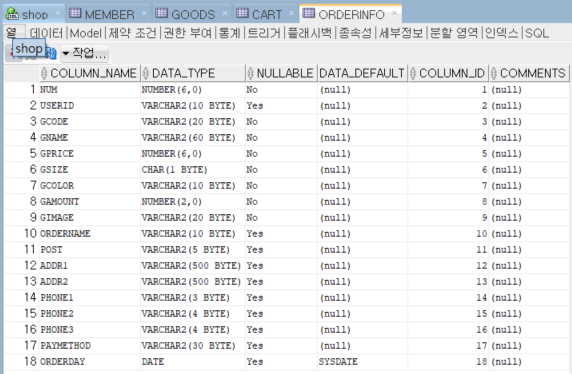 shop MEMBER GOODS CART ORDERINFO
열 데이터|Model|제약 조건|권한 부여|통계|트리거|플래시백|종속성|세부정보|분할 영역|인덱스|SQL
shop 작업...
COLUMN_NAME DATA_TYPE NULLABLE DATA_DEFAULT COLUMN_ID COMMENTS
1 NUM NUMBER(6,0) No (null) 1 (null)
2 USERID VARCHAR2(10 BYTE) Yes (null) 2 (null)
3 GCODE VARCHAR2(20 BYTE) No (null) 3 (null)
4 GNAME VARCHAR2(60 BYTE) No (null) 4 (null)
5 GPRICE NUMBER(6,0) No (null) 5 (null)
6 GSIZE CHAR(1 BYTE) No (null) 6 (null)
7 GCOLOR VARCHAR2(10 BYTE) No (null) 7 (null)
8 GAMOUNT NUMBER(2,0) No (null) 8 (null)
9 GIMAGE VARCHAR2(20 BYTE) No (null) 9 (null)
10 ORDERNAME VARCHAR2(10 BYTE) Yes (null) 10 (null)
11 POST VARCHAR2(5 BYTE) Yes (null) 11 (null)
12 ADDR1 VARCHAR2(500 BYTE) Yes (null) 12 (null)
13 ADDR2 VARCHAR2(500 BYTE) Yes (null) 13 (null)
14 PHONE1 VARCHAR2(3 BYTE) Yes (null) 14 (null)
15 PHONE2 VARCHAR2(4 BYTE) Yes (null) 15 (null)
16 PHONE3 VARCHAR2(4 BYTE) Yes (null) 16 (null)
17 PAYMETHOD VARCHAR2(30 BYTE) Yes (null) 17 (null)
18 ORDERDAY DATE Yes SYSDATE 18 (null)